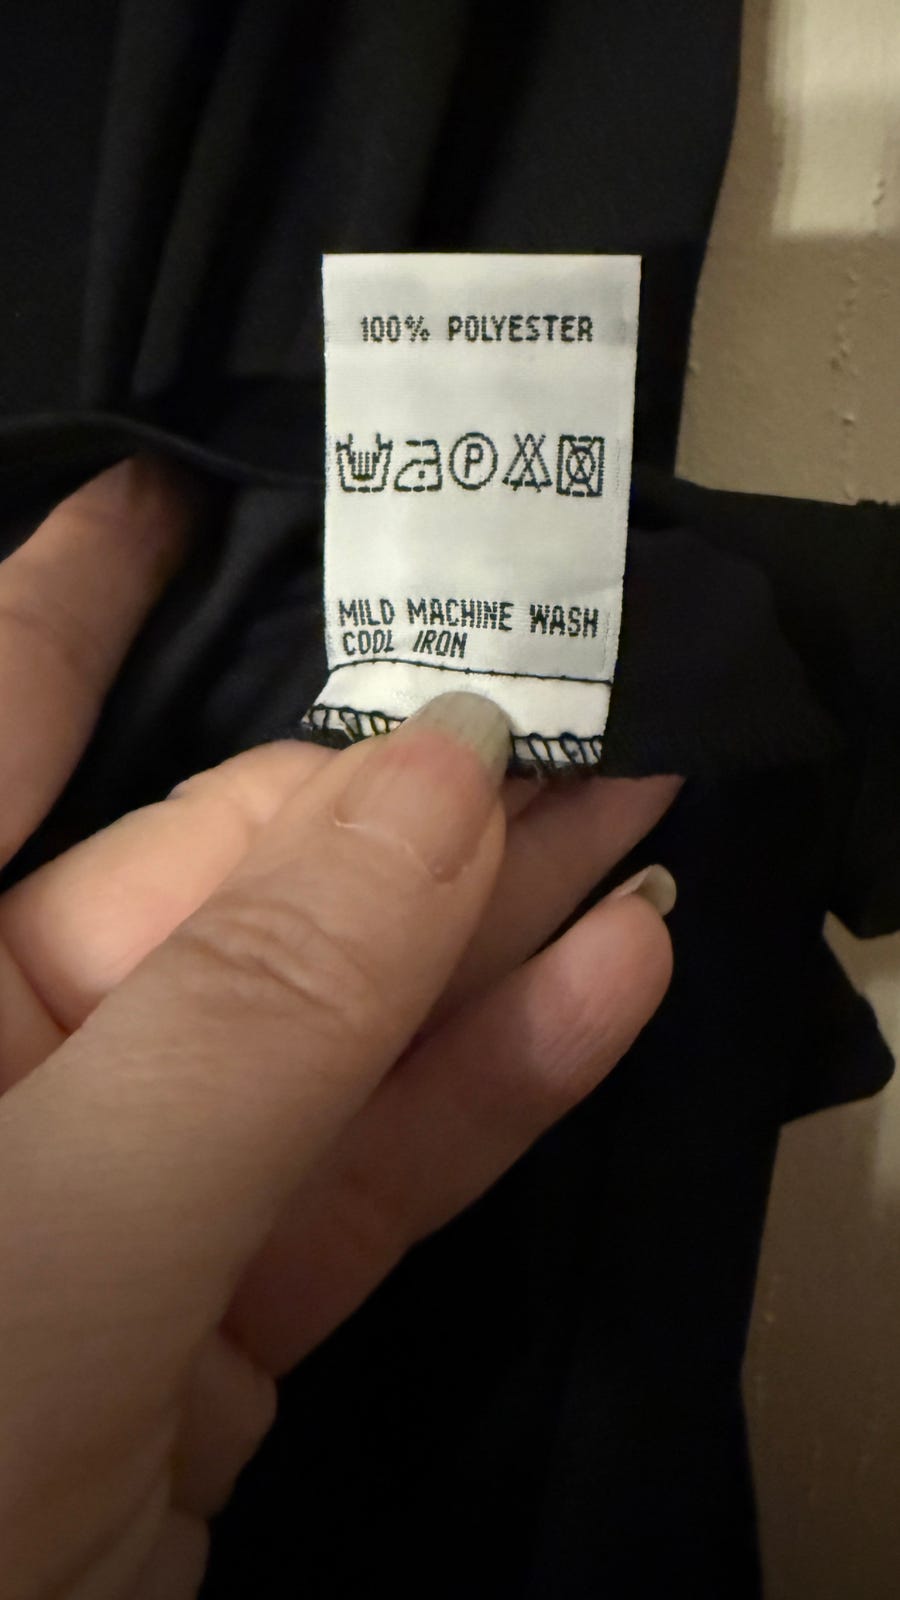 100% POLYESTER
P
MILD MACHINE WASH
COOL IRON